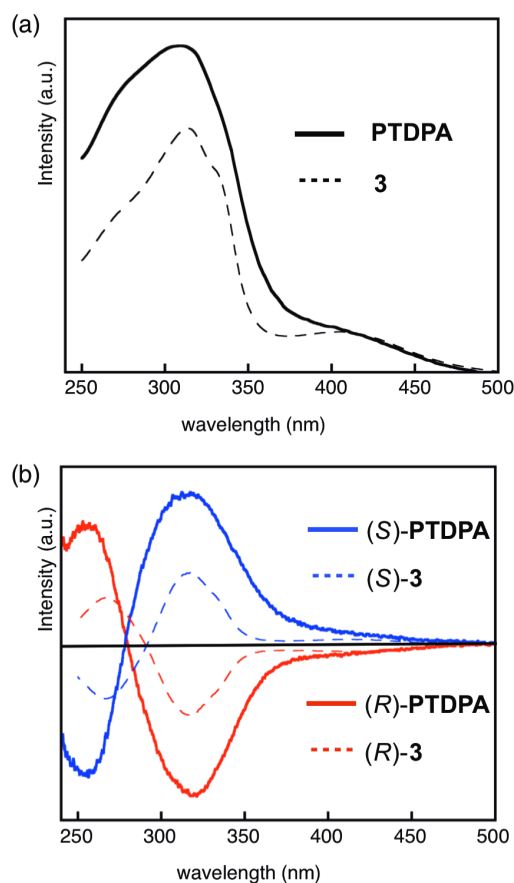 (a)
Intensity (a.u.)
PTDPA
3
250 300 350 400 450 500
wavelength (nm)
(b)
Intensity (a.u.)
(S)-PTDPA
(S)-3
(R)-PTDPA
(R)-3
250 300 350 400 450 500
wavelength (nm)